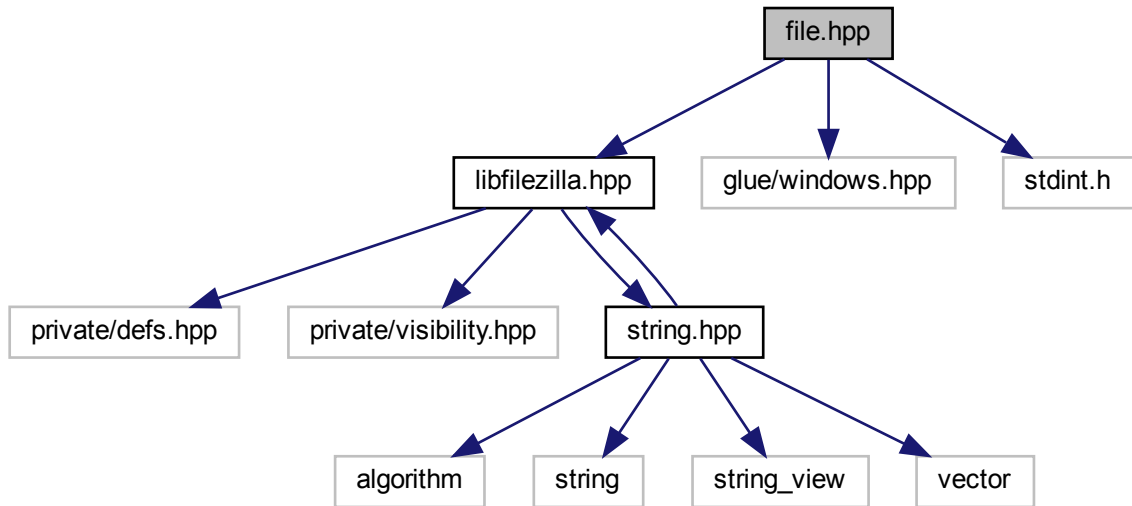 file.hpp
libfilezilla.hpp
glue/windows.hpp
stdint.h
private/defs.hpp
private/visibility.hpp
string.hpp
algorithm
string
string_view
vector